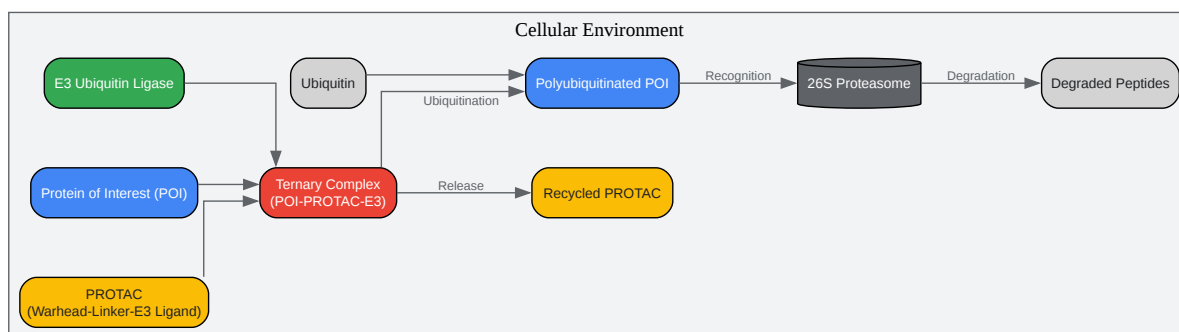 Cellular Environment
E3 Ubiquitin Ligase
Ubiquitin
Ubiquitination
Polyubiquitinated POI
Recognition
26S Proteasome
Degradation
Degraded Peptides
Protein of Interest (POI)
Ternary Complex
(POI-PROTAC-E3)
Release
Recycled PROTAC
PROTAC
(Warhead-Linker-E3 Ligand)